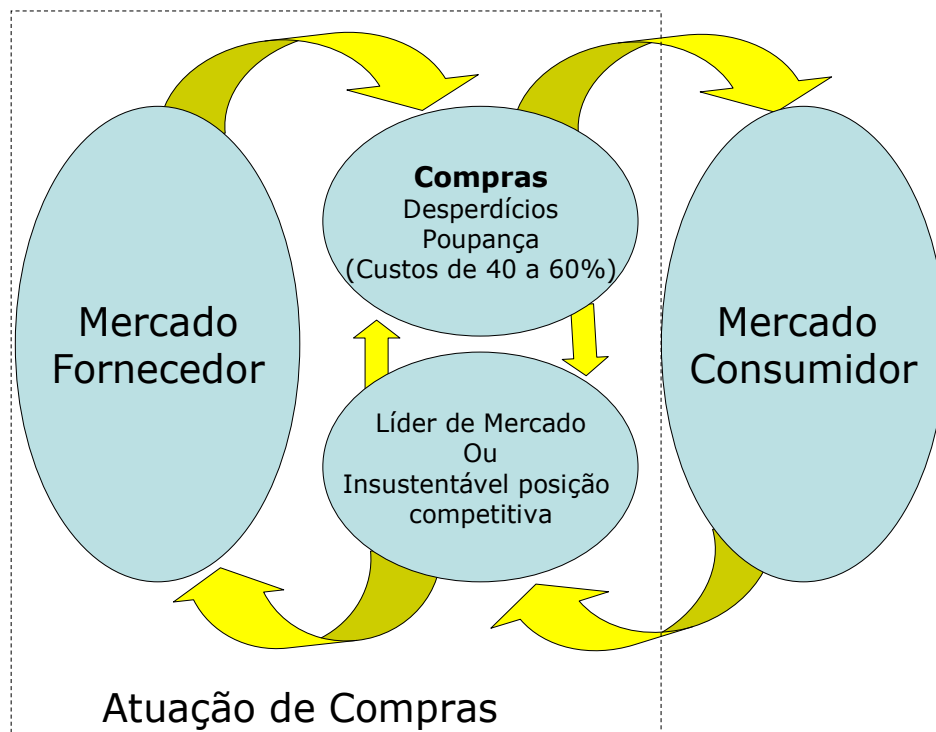 Compras
Desperdícios
Poupança
(Custos de 40 a 60%)
Mercado
Fornecedor
Mercado
Consumidor
Líder de Mercado
Ou
Insustentável posição
competitiva
Atuação de Compras